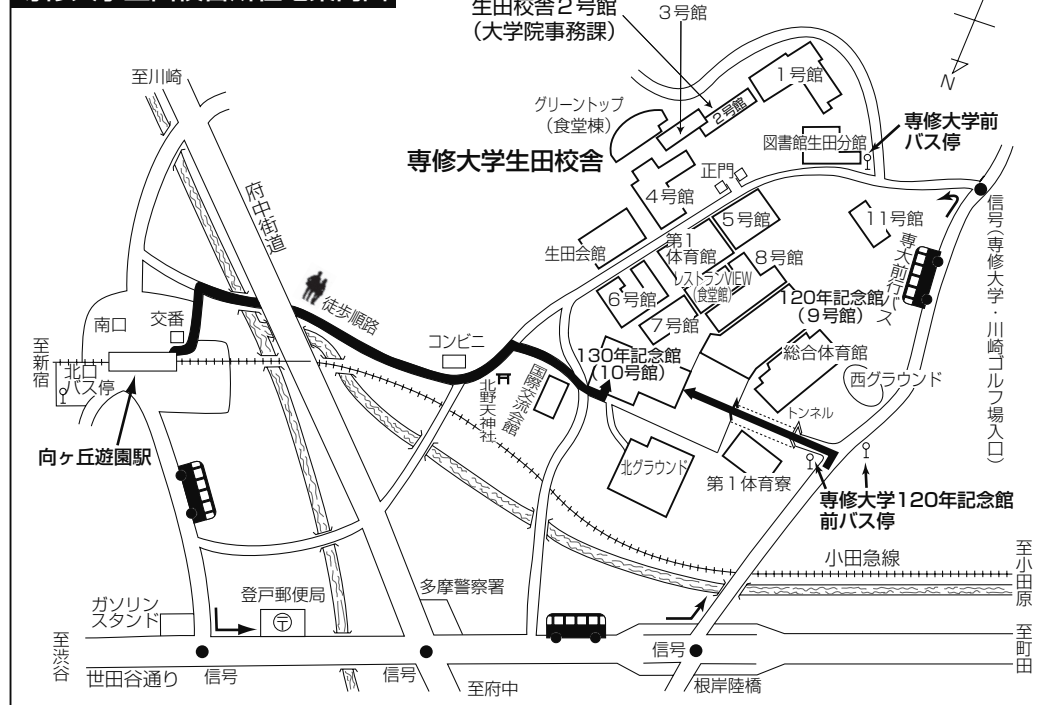 生田校舎2号館
(大学院事務課)
3号館
至川崎
グリーントップ
(食堂棟)
2号館
1号館
N
専修大学生田校舎
図書館生田分館
専修大学前
バス停
正門
4号館
5号館
11号館
信号(専修大学・川崎ゴルフ場入口)
府中街道
生田会館
第1
体育館
8号館
専大前行バス
レストランVIEW
(食堂館)
6号館
7号館
120年記念館
(9号館)
徒歩順路
南口
交番
コンビニ
130年記念館
(10号館)
総合体育館
西グラウンド
至新宿
北口
バス停
北野天神社
国際交流会館
トンネル
向ヶ丘遊園駅
北グラウンド
第1体育寮
専修大学120年記念館
前バス停
小田急線
至小田原
ガソリン
スタンド
登戸郵便局
多摩警察署
至渋谷
世田谷通り
信号
信号
至府中
信号
根岸陸橋
至町田